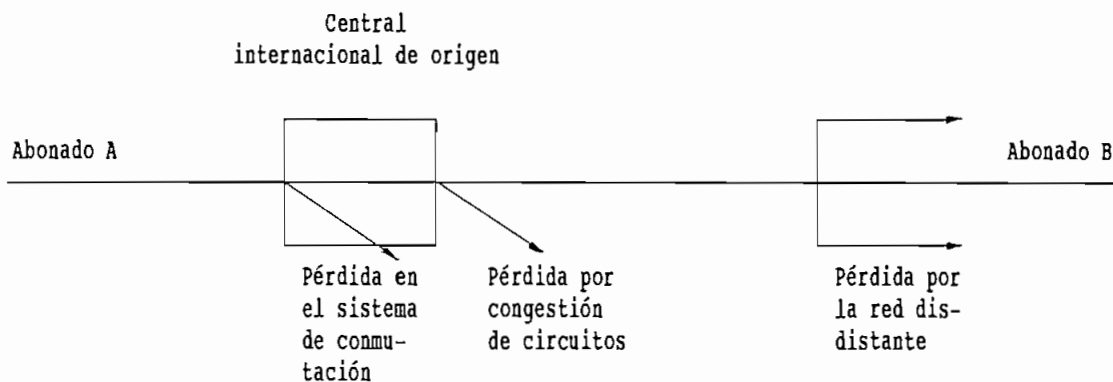 Central
internacional de origen
Abonado A
Abonado B
Pérdida en
el sistema
de conmu-
tación
Pérdida por
congestión
de circuitos
Pérdida por
la red dis-
distante